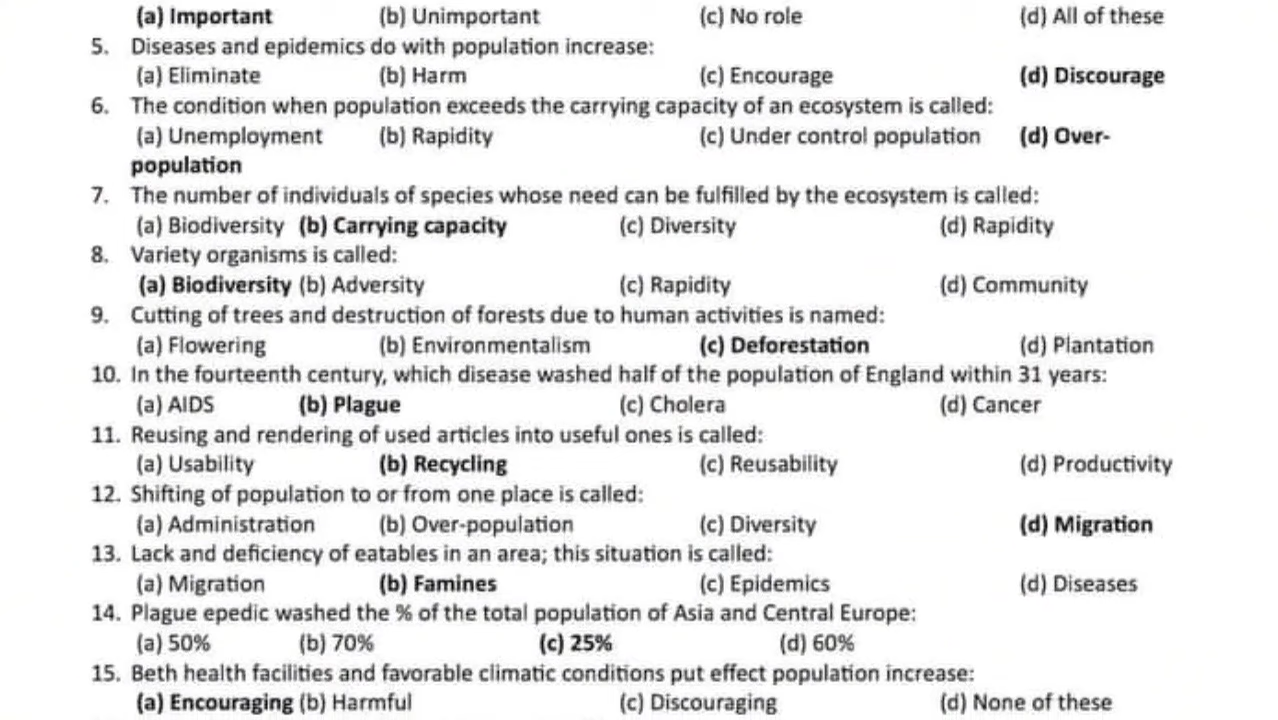 (a) Important (b) Unimportant (c) No role (d) All of these
5. Diseases and epidemics do with population increase:
(a) Eliminate (b) Harm (c) Encourage (d) Discourage
6. The condition when population exceeds the carrying capacity of an ecosystem is called:
(a) Unemployment (b) Rapidity (c) Under control population (d) Over-
population
7. The number of individuals of species whose need can be fulfilled by the ecosystem is called:
(a) Biodiversity (b) Carrying capacity (c) Diversity (d) Rapidity
8. Variety organisms is called:
(a) Biodiversity (b) Adversity (c) Rapidity (d) Community
9. Cutting of trees and destruction of forests due to human activities is named:
(a) Flowering (b) Environmentalism (c) Deforestation (d) Plantation
10. In the fourteenth century, which disease washed half of the population of England within 31 years:
(a) AIDS (b) Plague (c) Cholera (d) Cancer
11. Reusing and rendering of used articles into useful ones is called:
(a) Usability (b) Recycling (c) Reusability (d) Productivity
12. Shifting of population to or from one place is called:
(a) Administration (b) Over-population (c) Diversity (d) Migration
13. Lack and deficiency of eatables in an area; this situation is called:
(a) Migration (b) Famines (c) Epidemics (d) Diseases
14. Plague epedic washed the % of the total population of Asia and Central Europe:
(a) 50% (b) 70% (c) 25% (d) 60%
15. Beth health facilities and favorable climatic conditions put effect population increase:
(a) Encouraging (b) Harmful (c) Discouraging (d) None of these